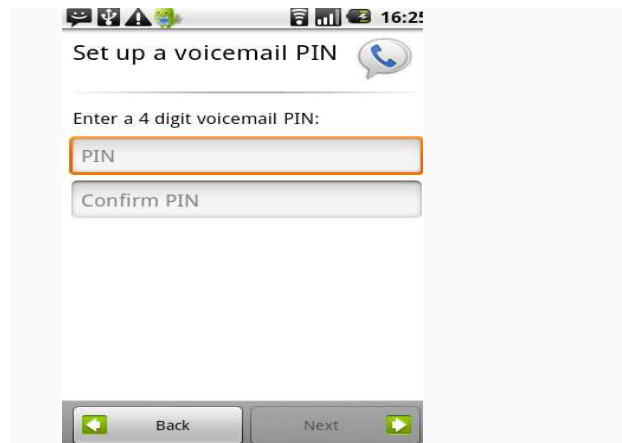 16:25
Set up a voicemail PIN
Enter a 4 digit voicemail PIN:
PIN
Confirm PIN
Back
Next